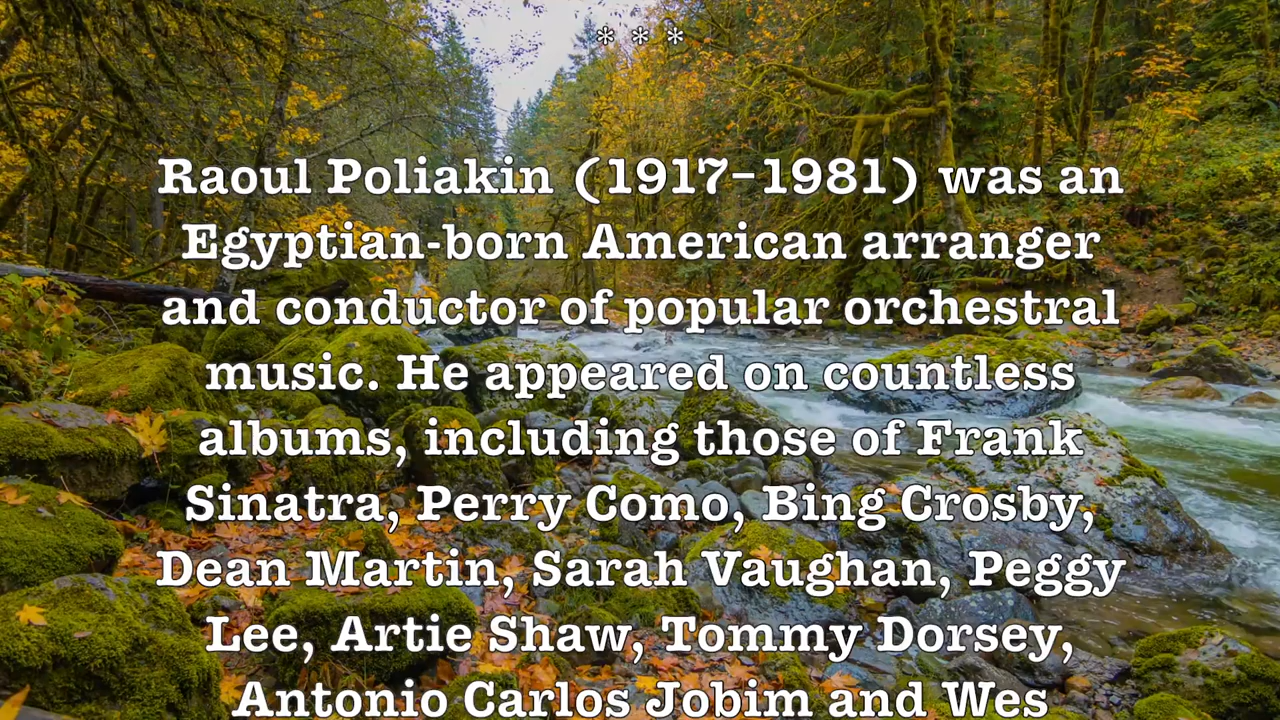 * * *
Raoul Poliakin (1917–1981) was an
Egyptian-born American arranger
and conductor of popular orchestral
music. He appeared on countless
albums, including those of Frank
Sinatra, Perry Como, Bing Crosby,
Dean Martin, Sarah Vaughan, Peggy
Lee, Artie Shaw, Tommy Dorsey,
Antonio Carlos Jobim and Wes